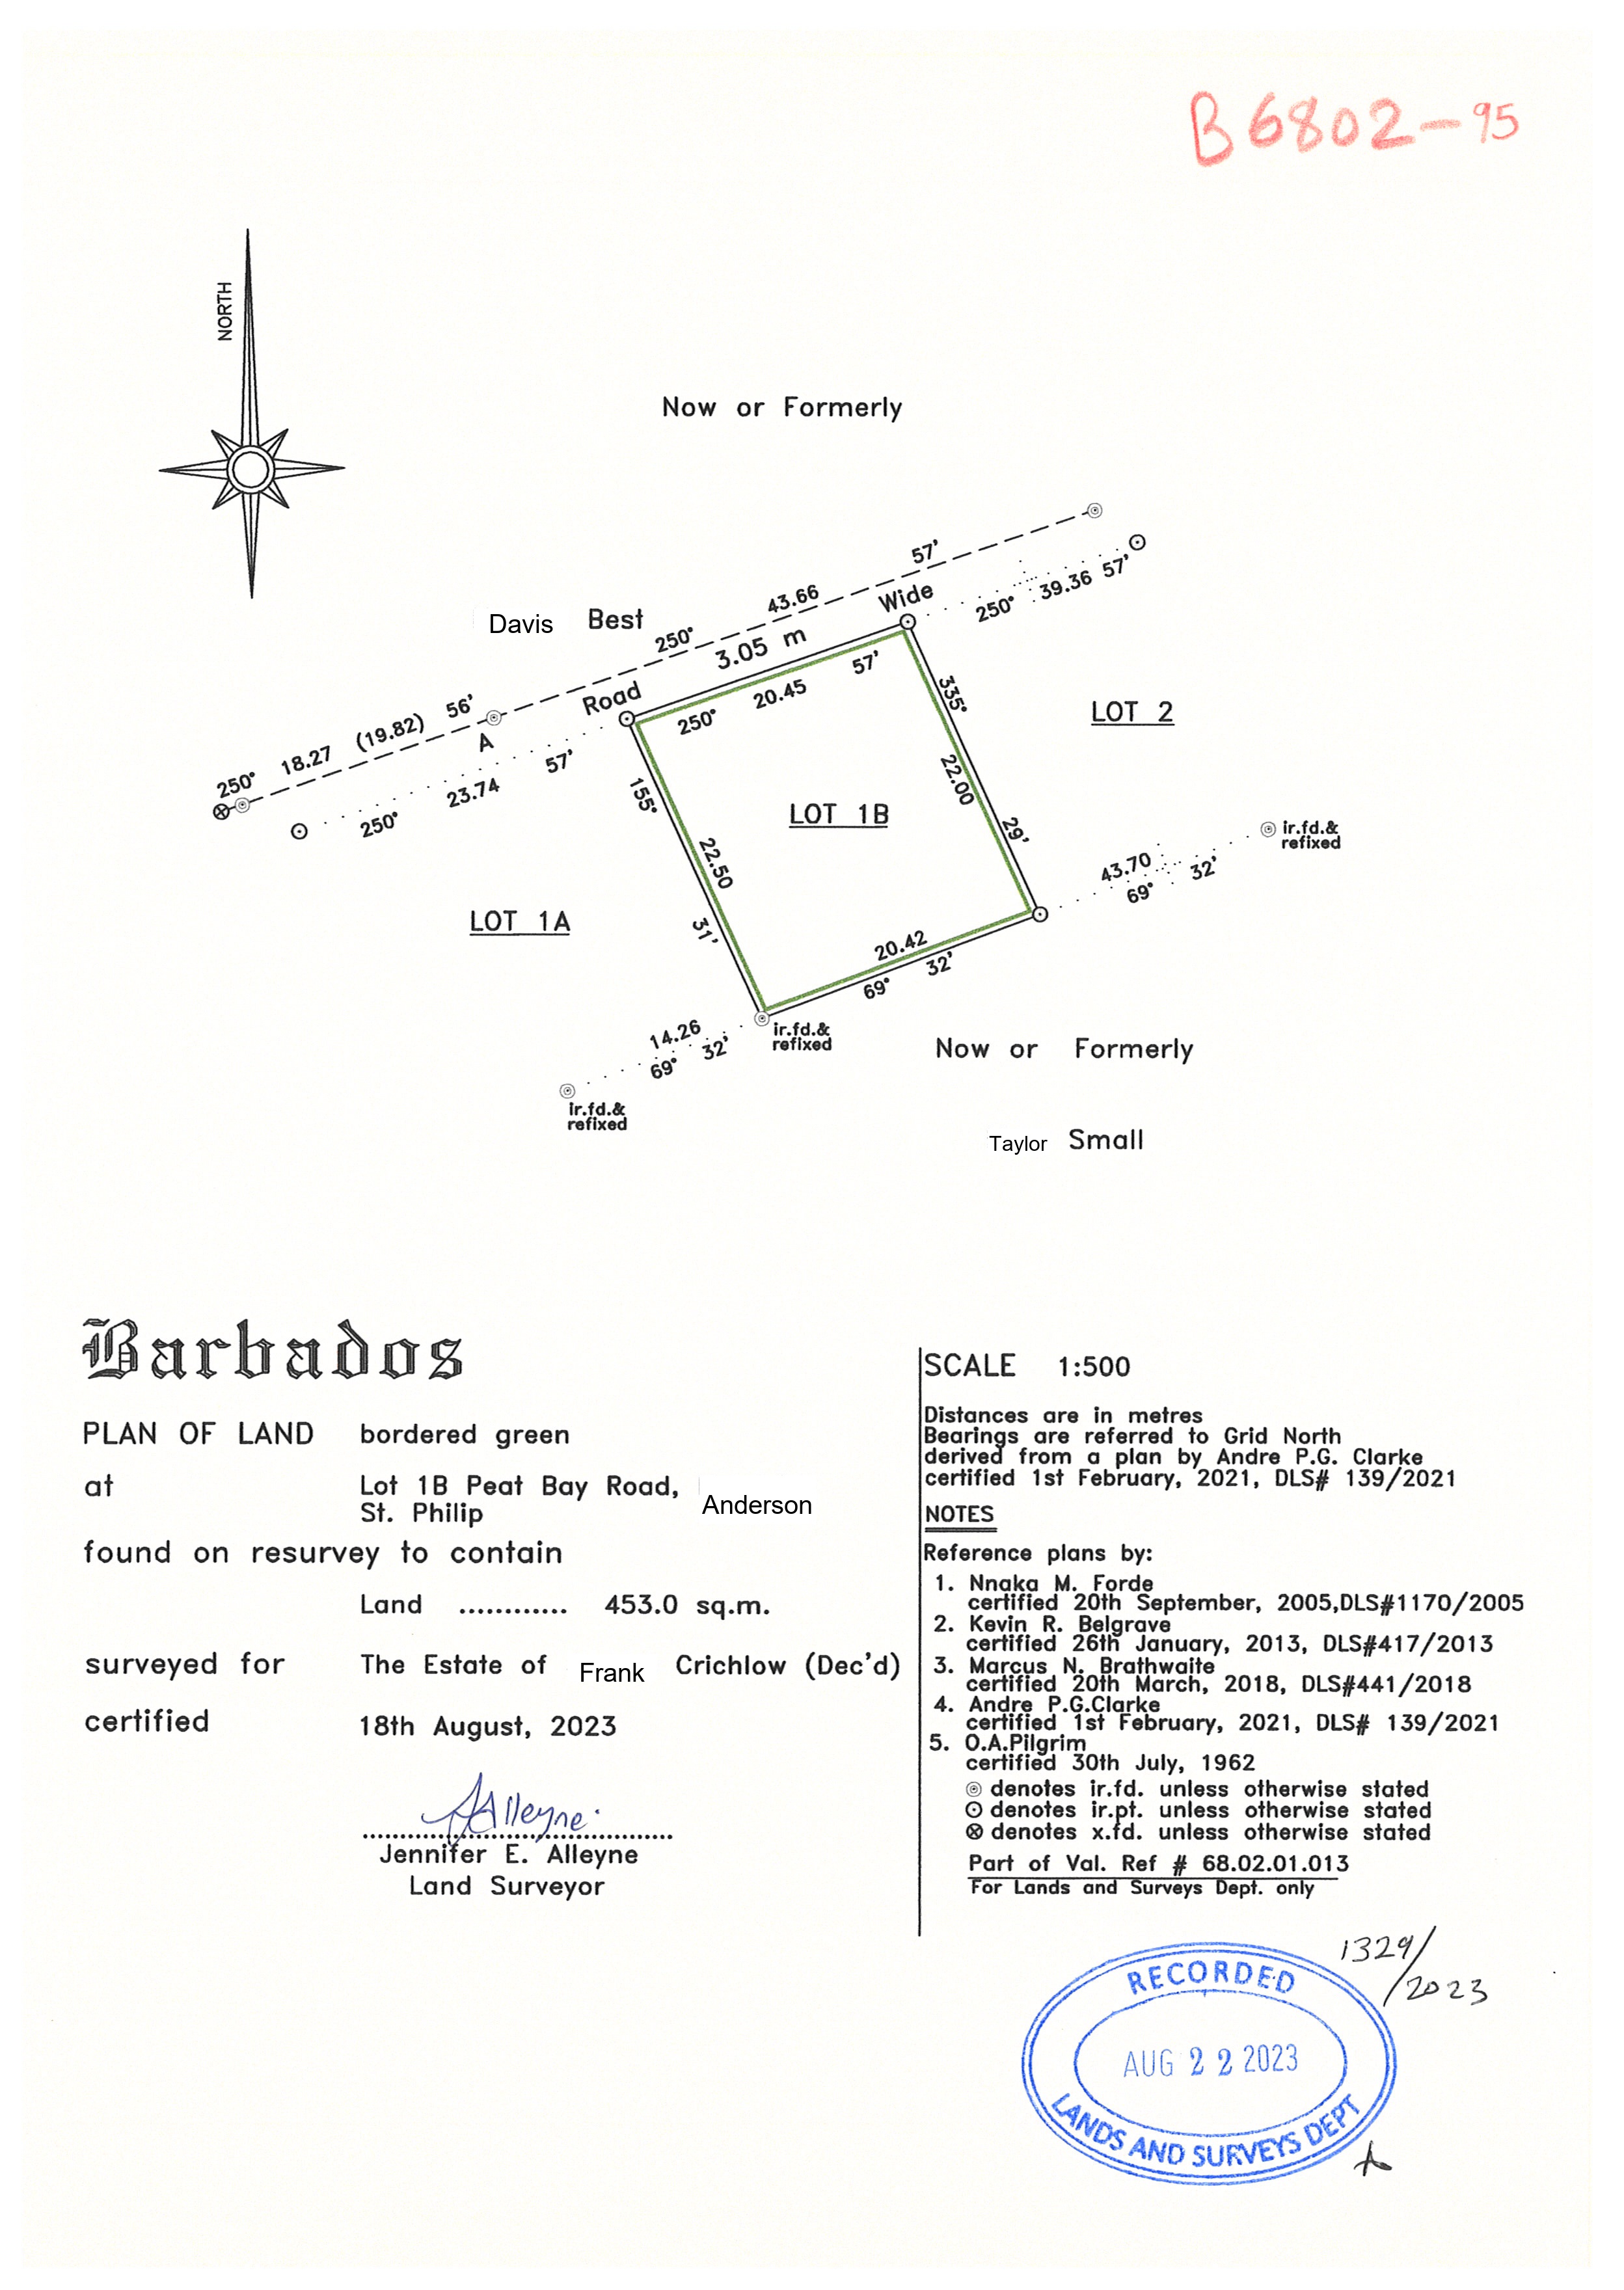 B6802-95
NORTH
Now or Formerly
Davis Best
57'
43.66
250°
Wide
3.05 m
Road
250° 39.36 57'
250° 18.27 (19.82) 56'
A
250° 23.74 57'
250° 20.45 57'
335° 22.00 29'
155° 22.50 31'
LOT 2
LOT 1B
LOT 1A
ir.fd.&
refixed
43.70
69° 32'
20.42
69° 32'
ir.fd.&
refixed
14.26
69° 32'
ir.fd.&
refixed
Now or Formerly
Taylor Small
Barbados
PLAN OF LAND bordered green
at Lot 1B Peat Bay Road, Anderson
St. Philip
found on resurvey to contain
Land ............ 453.0 sq.m.
surveyed for The Estate of Frank Crichlow (Dec'd)
certified 18th August, 2023
JAlleyne
Jennifer E. Alleyne
Land Surveyor
SCALE 1:500
Distances are in metres
Bearings are referred to Grid North
derived from a plan by Andre P.G. Clarke
certified 1st February, 2021, DLS# 139/2021
NOTES
Reference plans by:
1. Nnaka M. Forde
certified 20th September, 2005,DLS#1170/2005
2. Kevin R. Belgrave
certified 26th January, 2013, DLS#417/2013
3. Marcus N. Brathwaite
certified 20th March, 2018, DLS#441/2018
4. Andre P.G.Clarke
certified 1st February, 2021, DLS# 139/2021
5. O.A.Pilgrim
certified 30th July, 1962
denotes ir.fd. unless otherwise stated
denotes ir.pt. unless otherwise stated
denotes x.fd. unless otherwise stated
Part of Val. Ref # 68.02.01.013
For Lands and Surveys Dept. only
1329/
2023
RECORDED
AUG 22 2023
LANDS AND SURVEYS DEPT